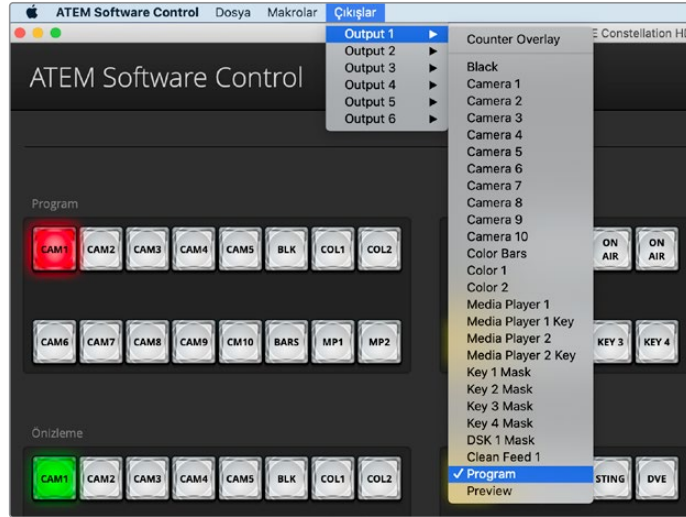 ATEM Software Control Dosya Makrolar Çıkışlar
E Constellation H
ATEM Software Control
Output 1
Output 2
Output 3
Output 4
Output 5
Output 6
Counter Overlay
Black
Camera 1
Camera 2
Camera 3
Camera 4
Camera 5
Camera 6
Camera 7
Camera 8
Camera 9
Camera 10
Color Bars
Color 1
Color 2
Media Player 1
Media Player 1 Key
Media Player 2
Media Player 2 Key
Key 1 Mask
Key 2 Mask
Key 3 Mask
Key 4 Mask
DSK 1 Mask
Clean Feed 1
✓ Program
Preview
Program
CAM1 CAM2 CAM3 CAM4 CAM5 BLK COL1 COL2
CAM6 CAM7 CAM8 CAM9 CM10 BARS MP1 MP2
Önizleme
CAM1 CAM2 CAM3 CAM4 CAM5 BLK COL1 COL2
ON AIR ON AIR
KEY 3 KEY 4
STING DVE